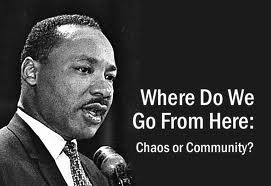 Where Do We
Go From Here:
Chaos or Community?